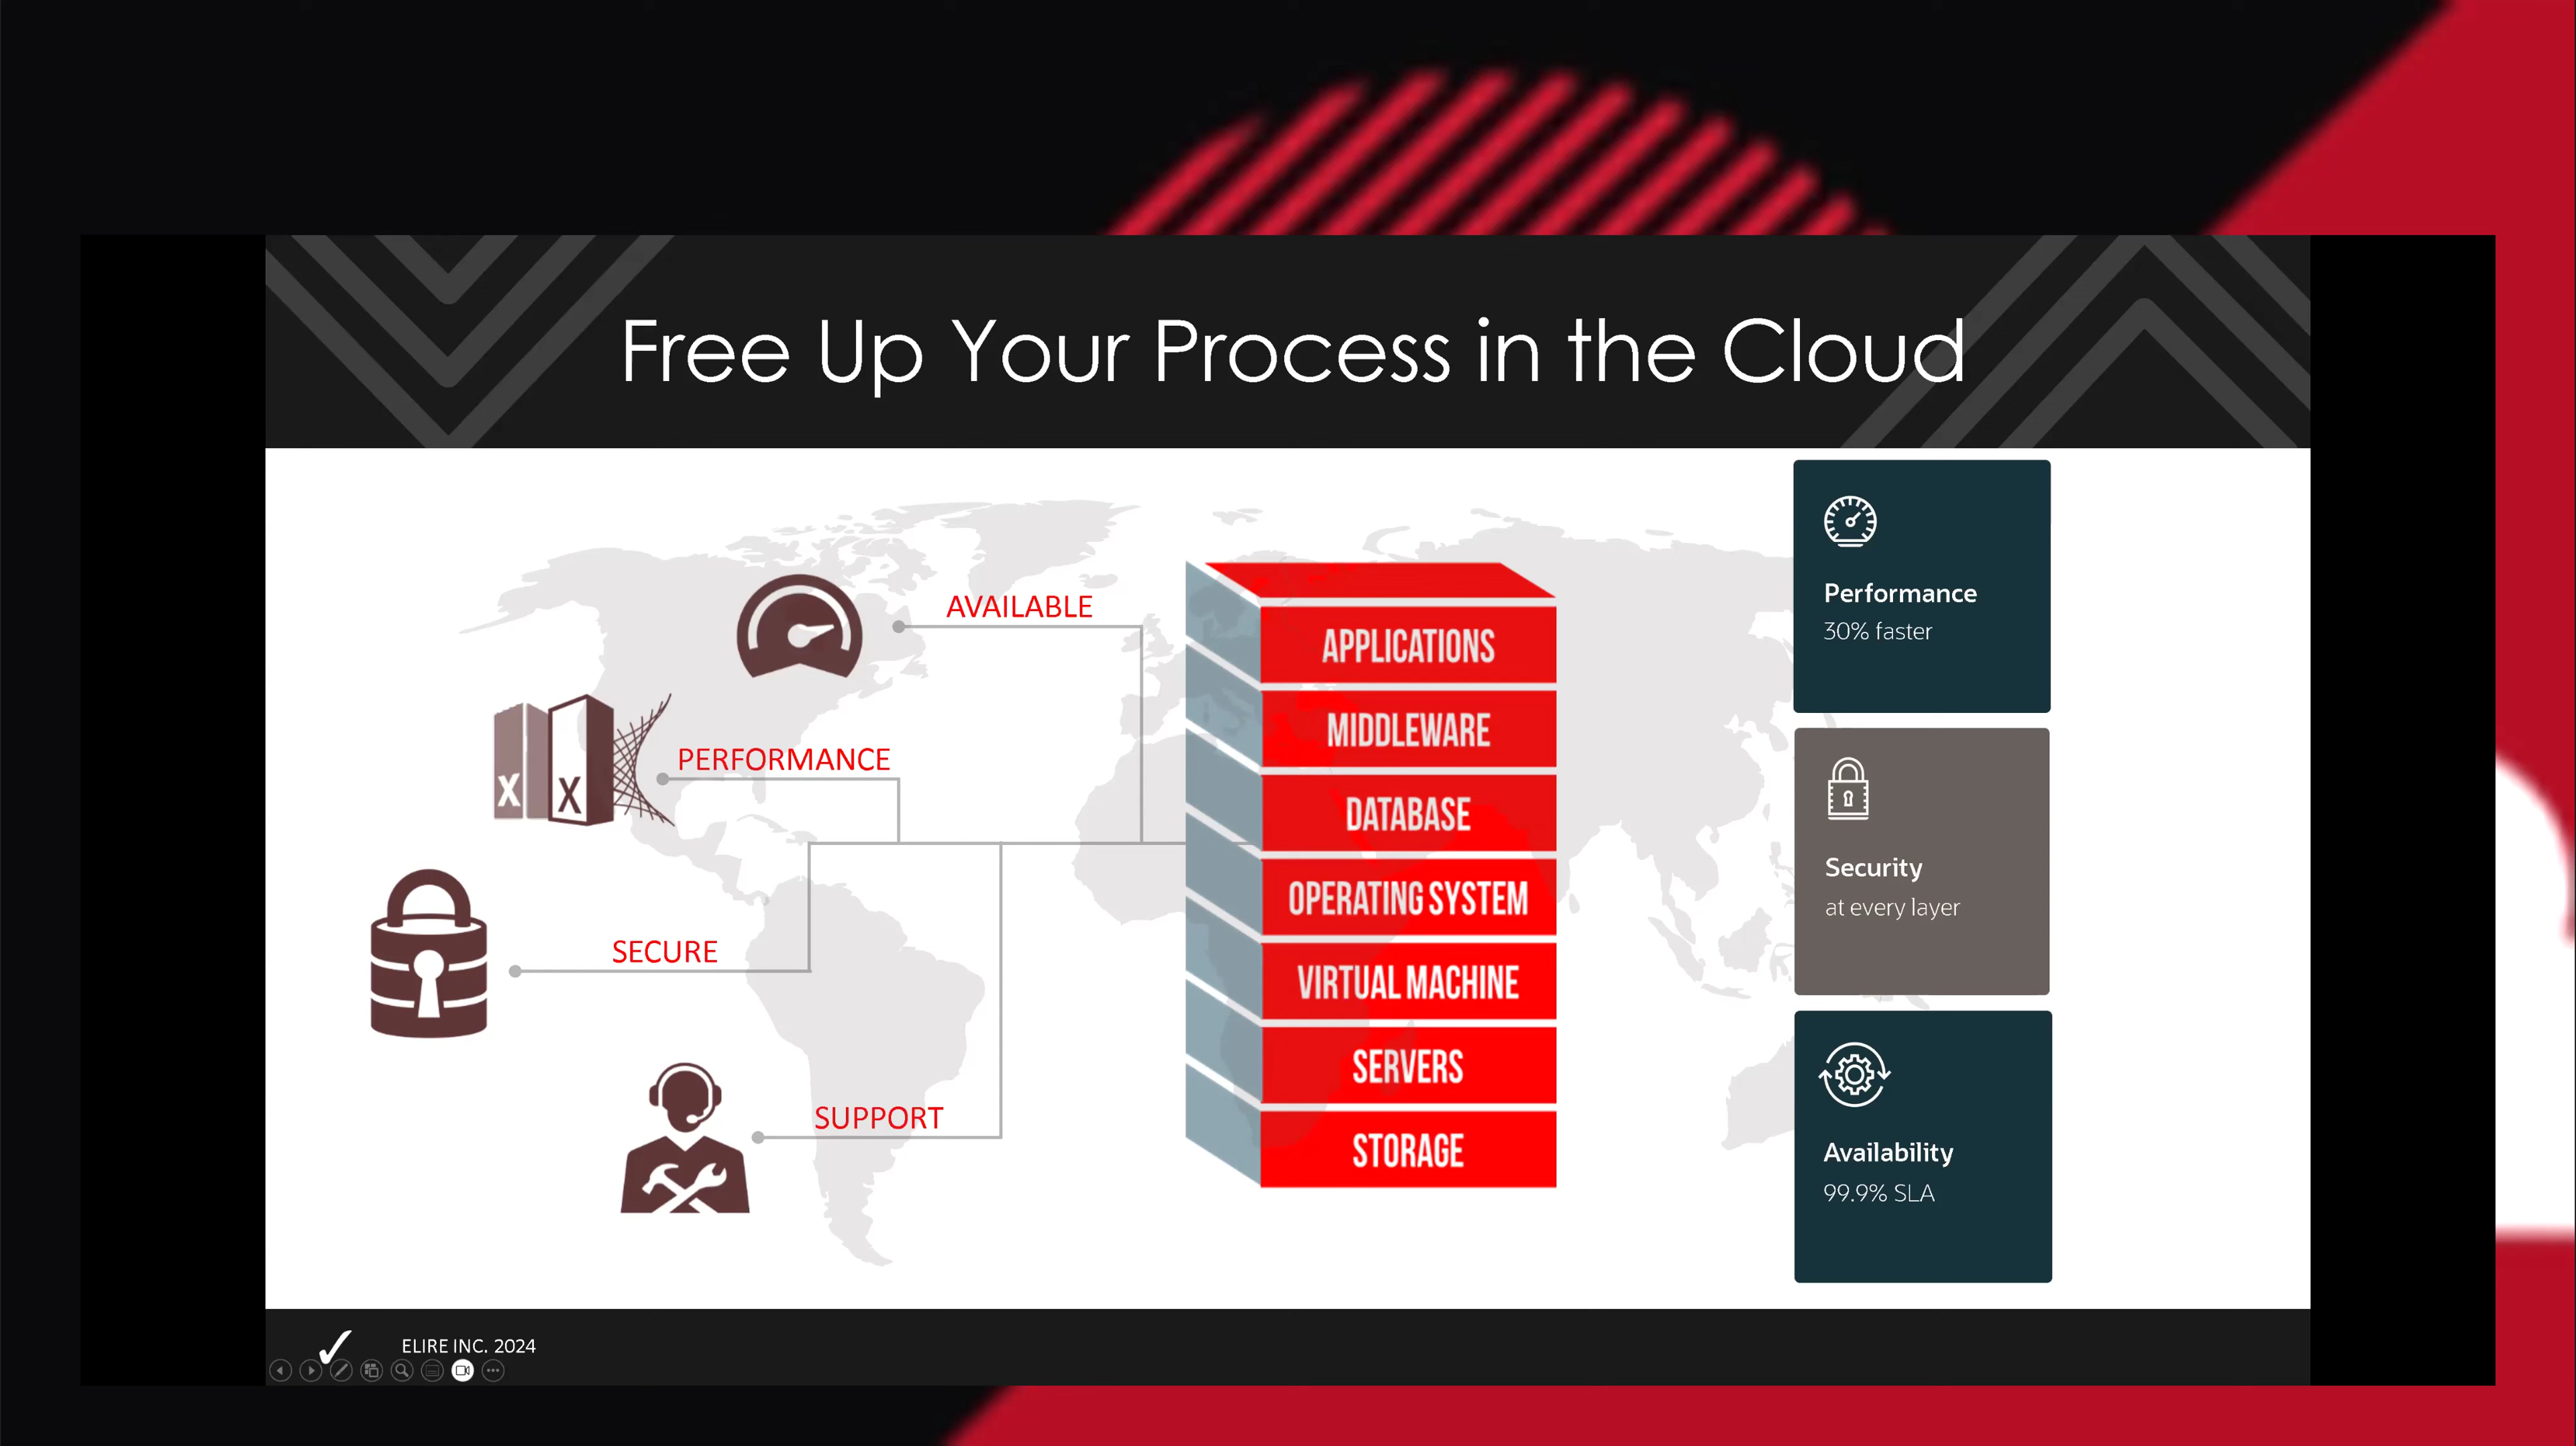 Free Up Your Process in the Cloud
AVAILABLE
PERFORMANCE
X X
SECURE
SUPPORT
APPLICATIONS
MIDDLEWARE
DATABASE
OPERATING SYSTEM
VIRTUAL MACHINE
SERVERS
STORAGE
Performance
30% faster
Security
at every layer
Availability
99.9% SLA
ELIRE INC. 2024